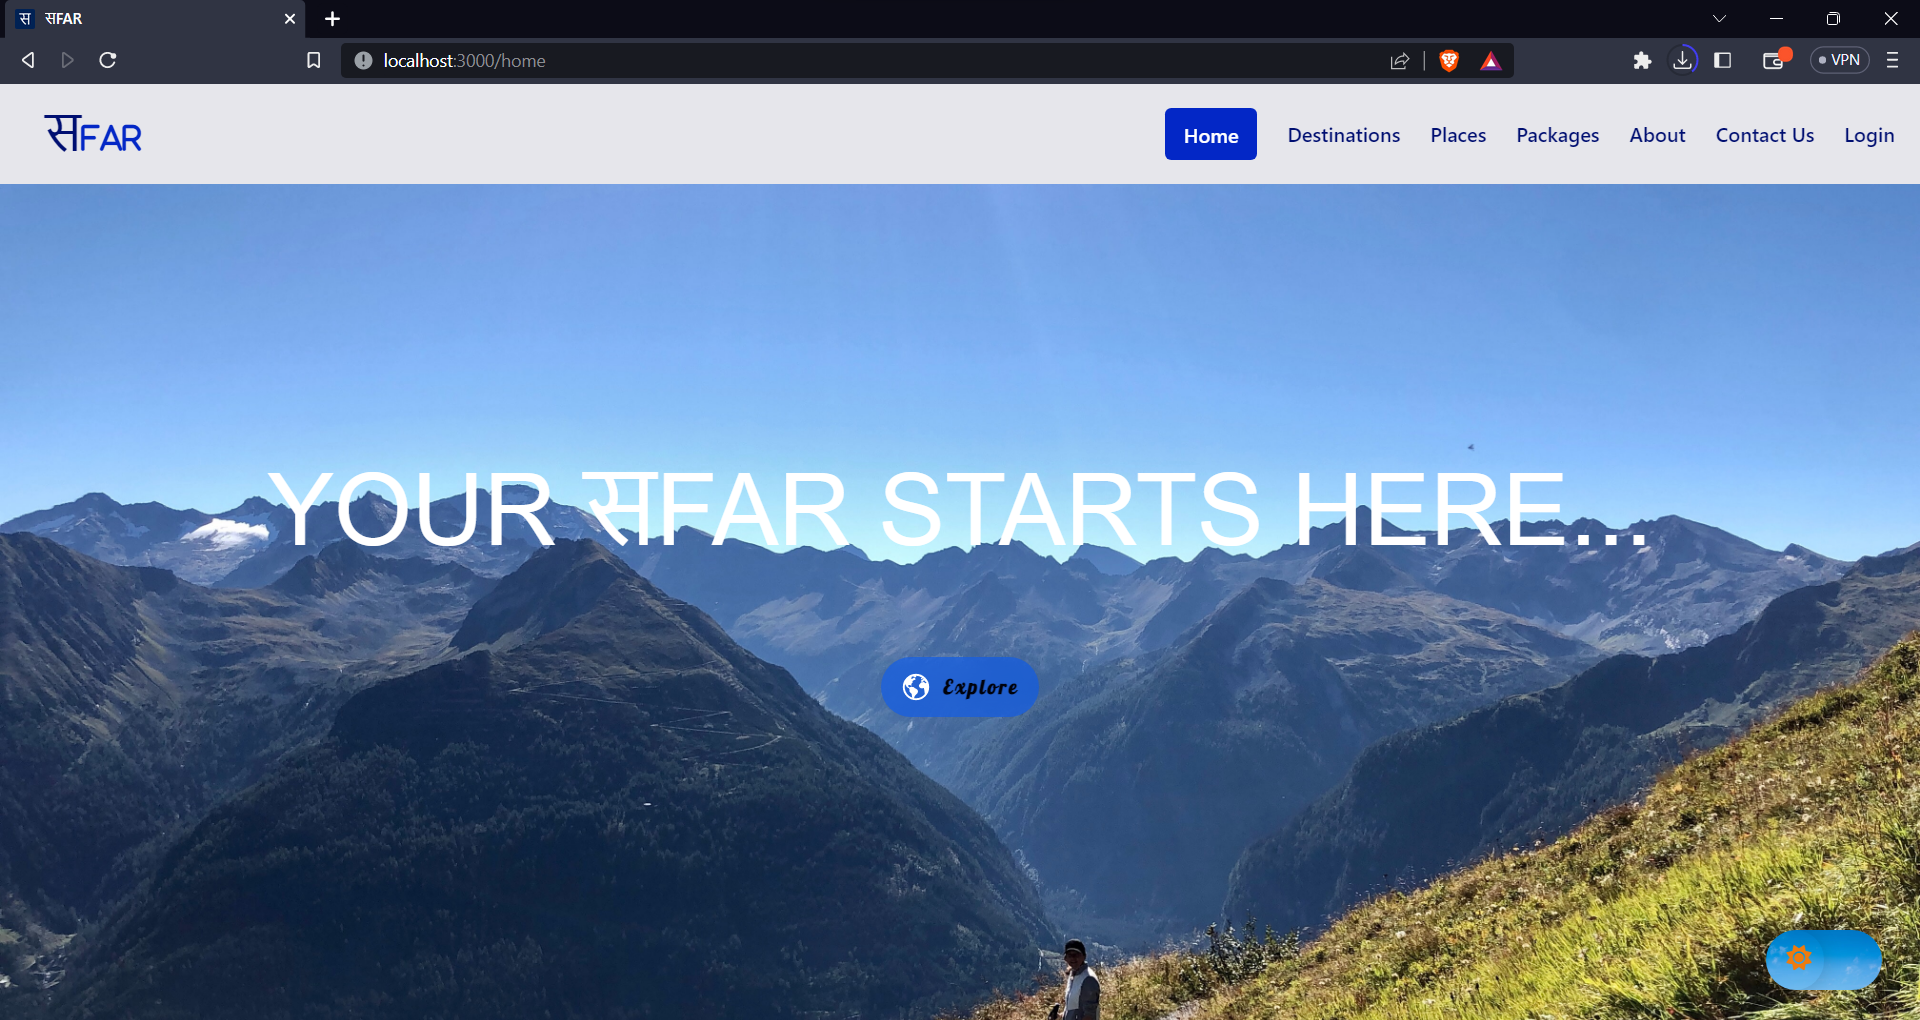 स सFAR
localhost:3000/home
VPN
सFAR
Home Destinations Places Packages About Contact Us Login
YOUR सFAR STARTS HERE...
Explore